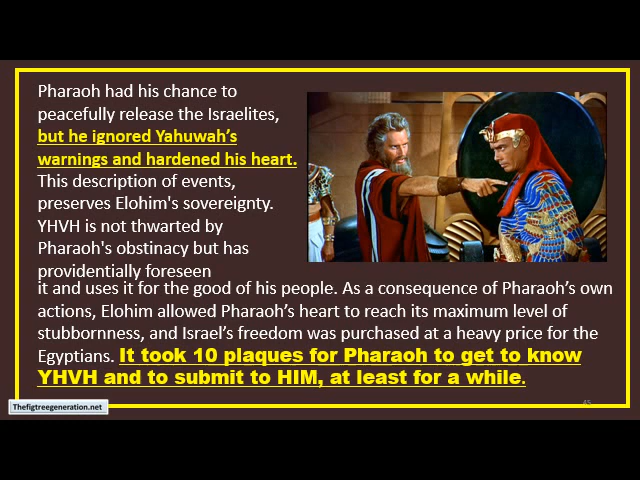 Pharaoh had his chance to
peacefully release the Israelites,
but he ignored Yahuwah’s
warnings and hardened his heart.
This description of events,
preserves Elohim's sovereignty.
YHVH is not thwarted by
Pharaoh's obstinacy but has
providentially foreseen
it and uses it for the good of his people. As a consequence of Pharaoh’s own
actions, Elohim allowed Pharaoh’s heart to reach its maximum level of
stubbornness, and Israel’s freedom was purchased at a heavy price for the
Egyptians. It took 10 plaques for Pharaoh to get to know
YHVH and to submit to HIM, at least for a while.
45
Thefigtreegeneration.net